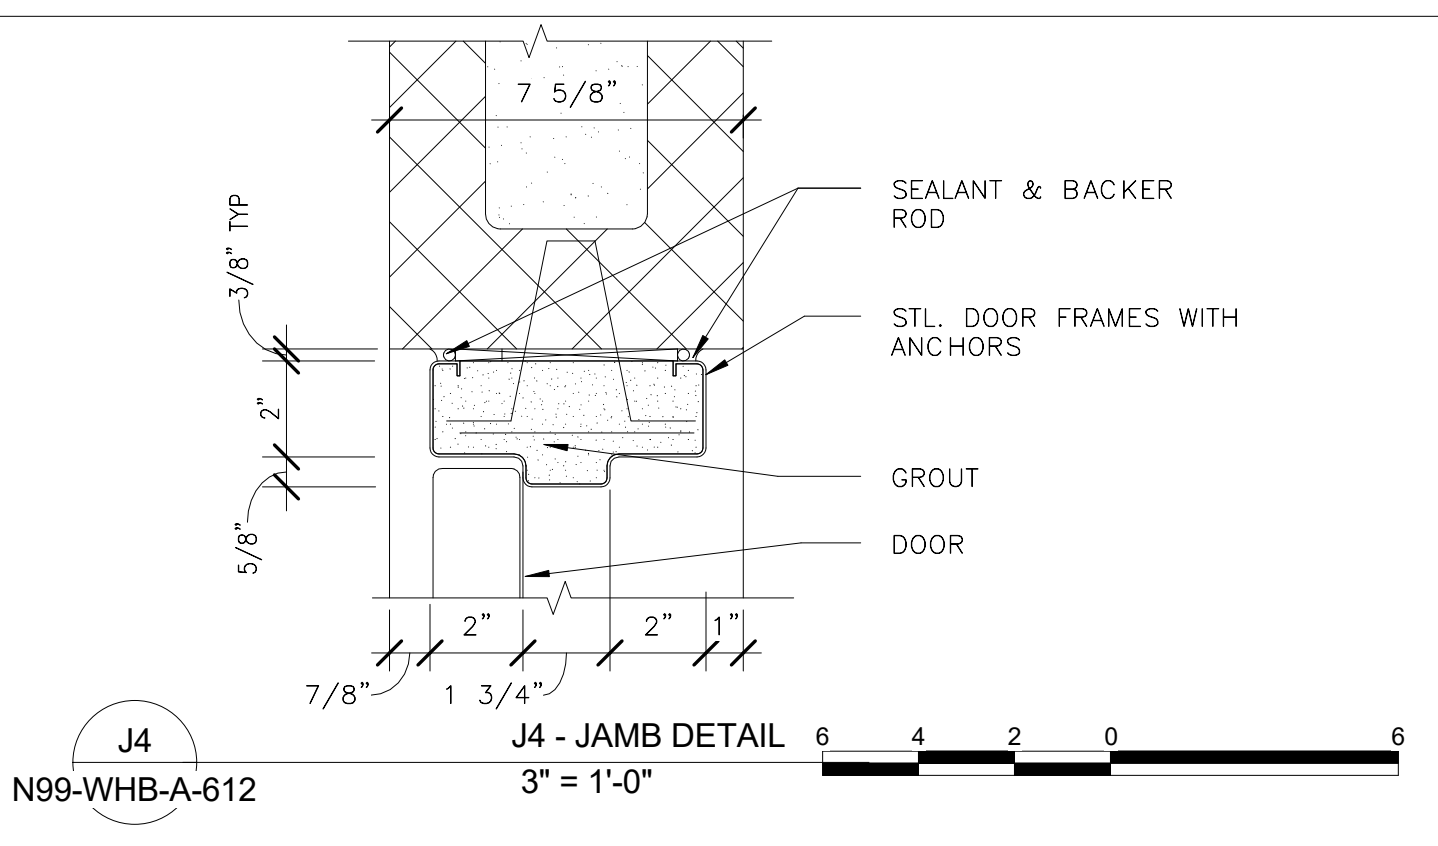 7 5/8”
3/8” TYP
SEALANT & BACKER
ROD
STL. DOOR FRAMES WITH
ANCHORS
2”
5/8”
GROUT
DOOR
2”
2”
1”
7/8”
1 3/4”
J4
N99-WHB-A-612
J4 - JAMB DETAIL
3" = 1'-0"
6 4 2 0 6